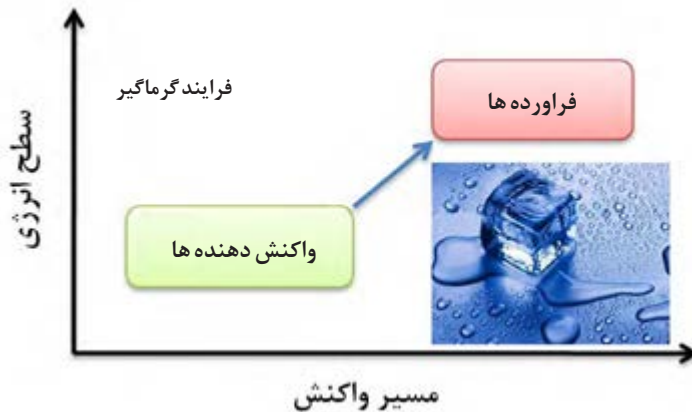 فرایند گرماگیر
فراورده ها
سطح انرژی
واکنش دهنده ها
مسیر واکنش